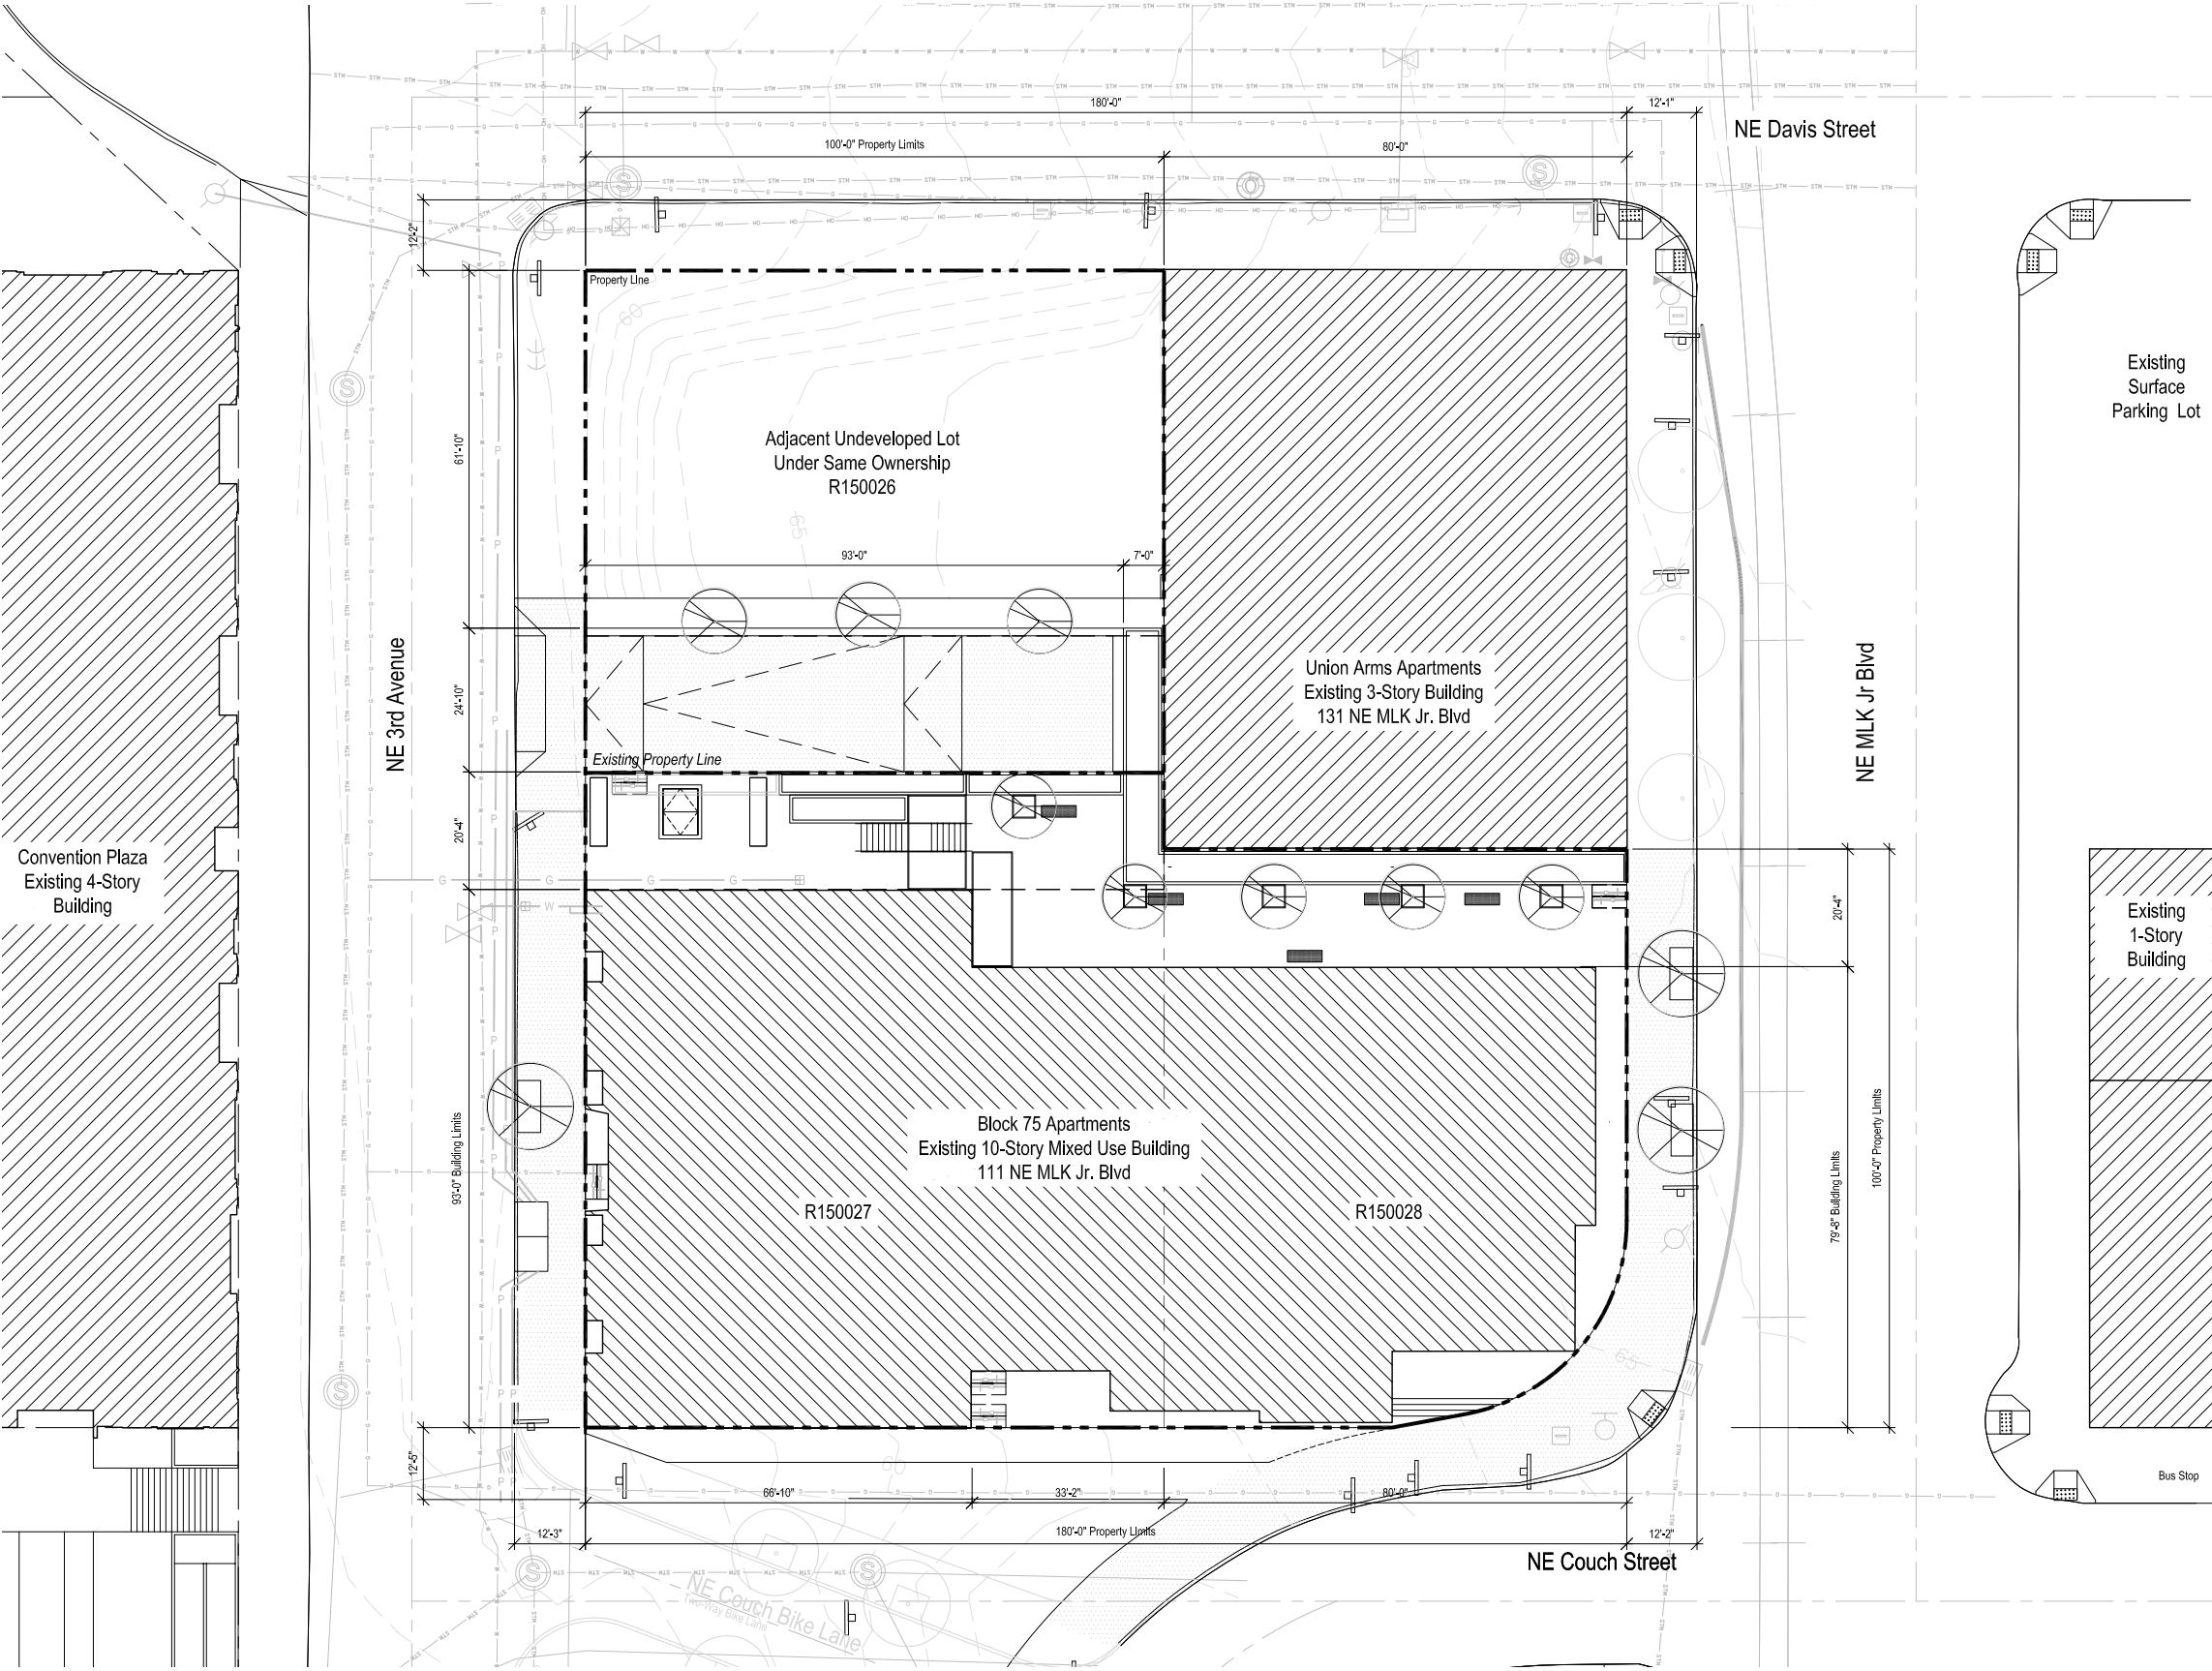 180'-0"
12'-1"
NE Davis Street
100'-0" Property Limits
80'-0"
12'-2"
Property Line
61'-10"
Adjacent Undeveloped Lot
Under Same Ownership
R150026
60
65
93'-0"
7'-0"
Existing
Surface
Parking Lot
NE 3rd Avenue
24'-10"
Existing Property Line
Union Arms Apartments
Existing 3-Story Building
131 NE MLK Jr. Blvd
NE MLK Jr Blvd
20'-4"
Convention Plaza
Existing 4-Story
Building
20'-4"
Existing
1-Story
Building
93'-0" Building Limits
Block 75 Apartments
Existing 10-Story Mixed Use Building
111 NE MLK Jr. Blvd
R150027
R150028
79'-8" Building Limits
100'-0" Property Limits
65
60
12'-5"
66'-10"
33'-2"
80'-0"
12'-3"
180'-0" Property Limits
12'-2"
Bus Stop
NE Couch Street
NE Couch Bike Lane
Two-Way Bike Lane